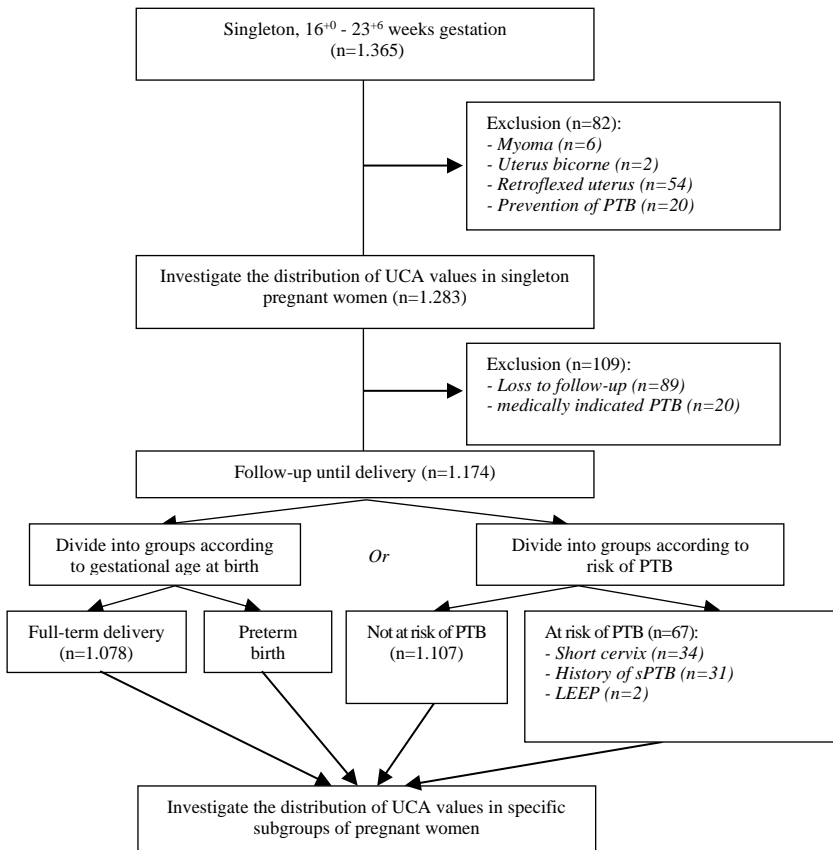 Singleton, 16+0 - 23+6 weeks gestation
(n=1.365)
Exclusion (n=82):
- Myoma (n=6)
- Uterus bicorne (n=2)
- Retroflexed uterus (n=54)
- Prevention of PTB (n=20)
Investigate the distribution of UCA values in singleton
pregnant women (n=1.283)
Exclusion (n=109):
- Loss to follow-up (n=89)
- medically indicated PTB (n=20)
Follow-up until delivery (n=1.174)
Divide into groups according
to gestational age at birth
Or
Divide into groups according to
risk of PTB
Full-term delivery
(n=1.078)
Preterm
birth
Not at risk of PTB
(n=1.107)
At risk of PTB (n=67):
- Short cervix (n=34)
- History of sPTB (n=31)
- LEEP (n=2)
Investigate the distribution of UCA values in specific
subgroups of pregnant women